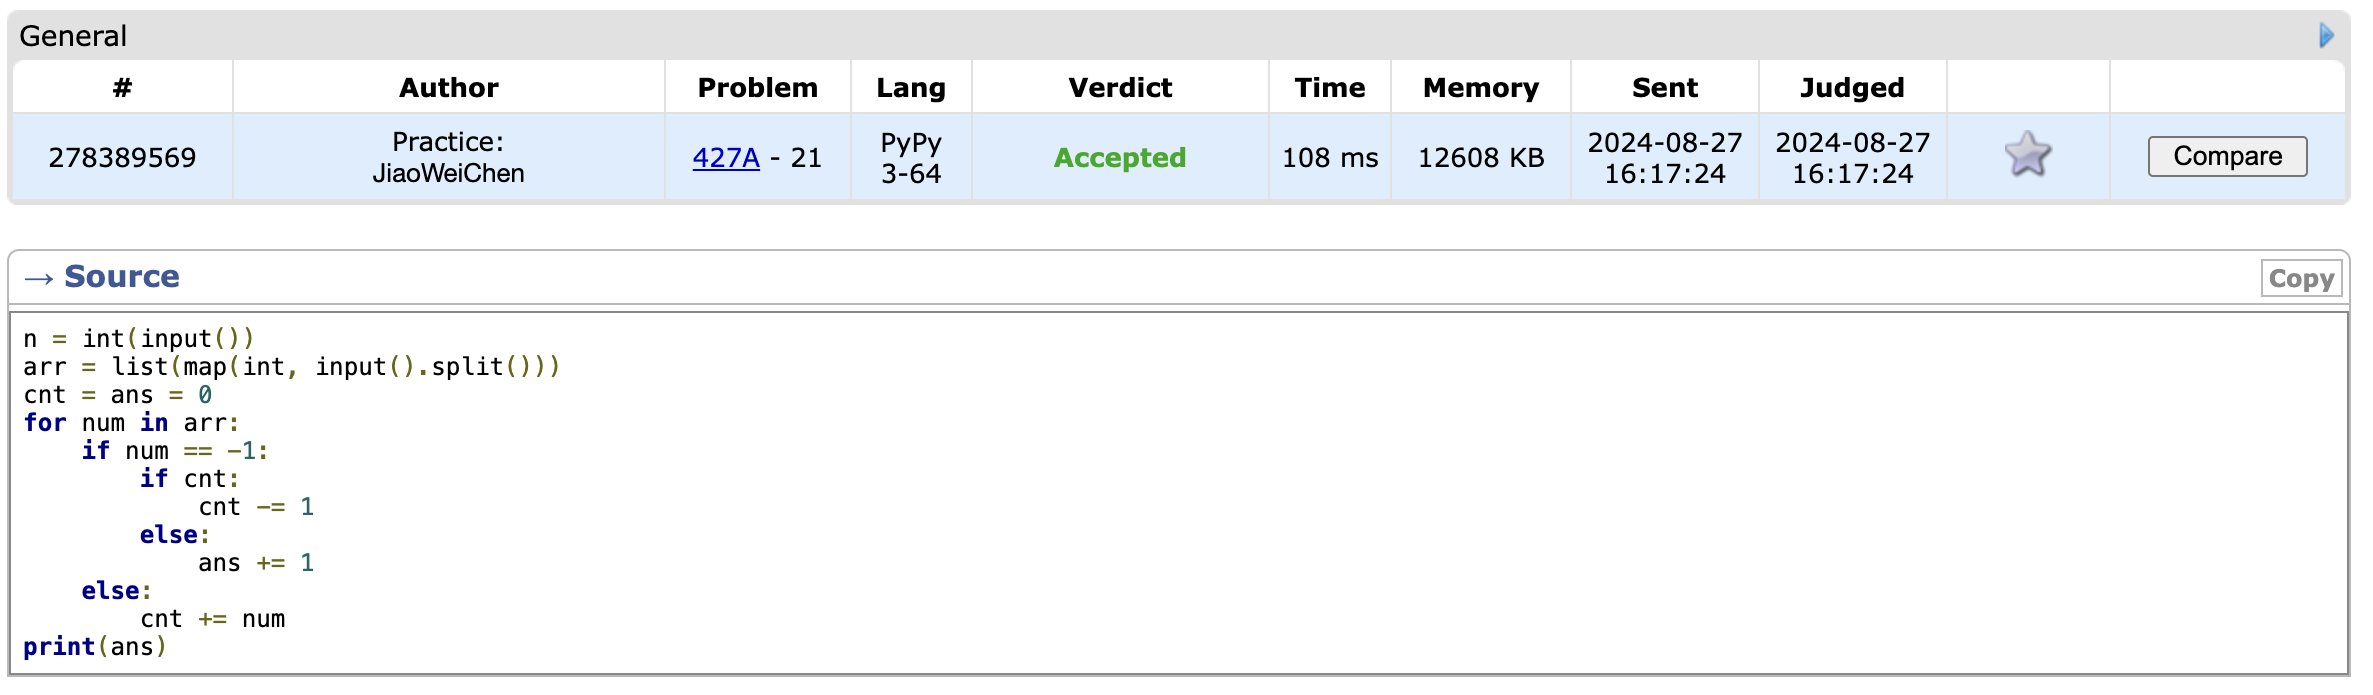 General
# Author Problem Lang Verdict Time Memory Sent Judged
278389569 Practice: JiaoWeiChen 427A - 21 PyPy 3-64 Accepted 108 ms 12608 KB 2024-08-27 16:17:24 2024-08-27 16:17:24 Compare
→ Source Copy
n = int(input())
arr = list(map(int, input().split()))
cnt = ans = 0
for num in arr:
    if num == -1:
        if cnt:
            cnt -= 1
        else:
            ans += 1
    else:
        cnt += num
print(ans)